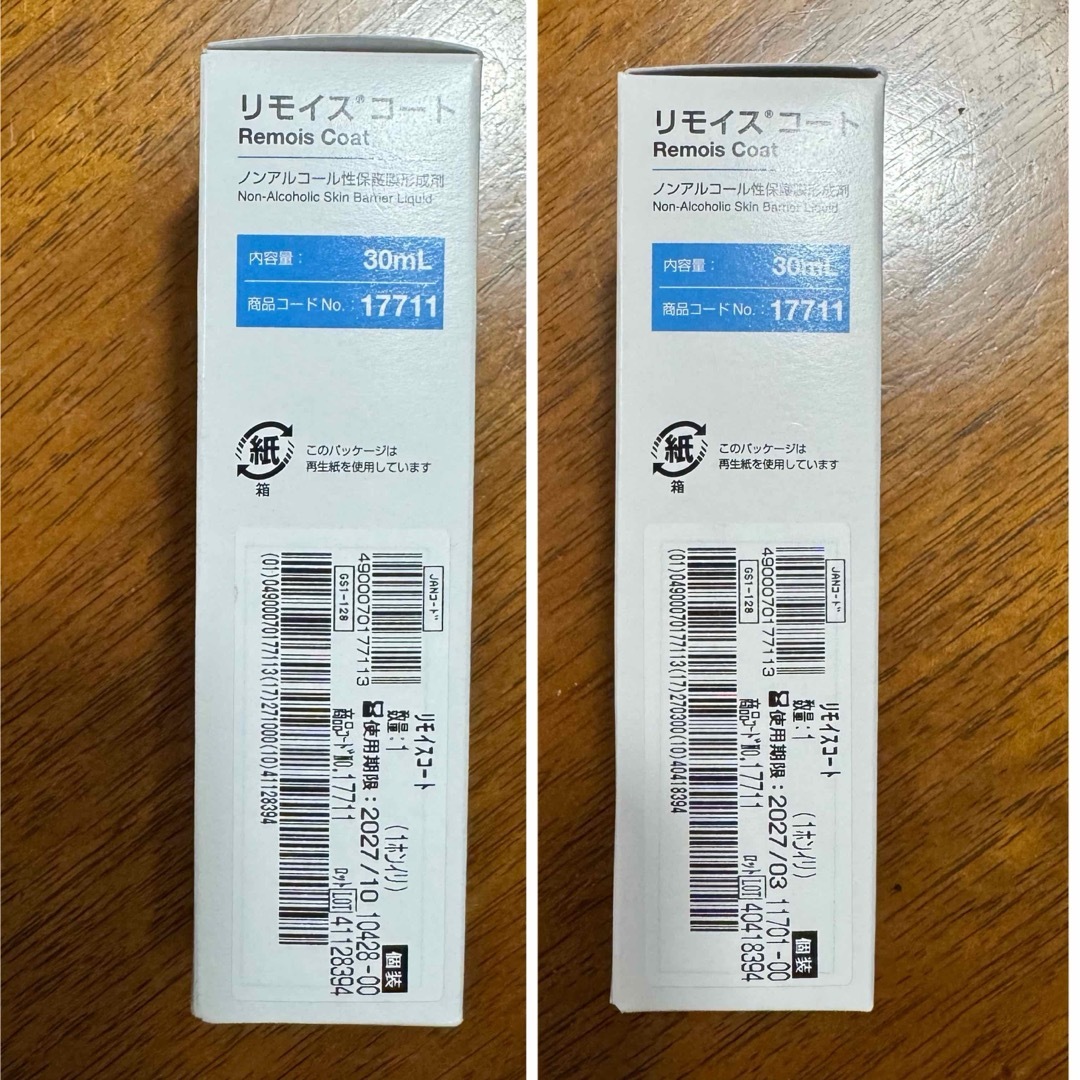 リモイス®コート
Remois Coat
ノンアルコール性保護膜形成剤
Non-Alcoholic Skin Barrier Liquid
内容量： 30mL
商品コードNo. 17711
紙
箱
このパッケージは
再生紙を使用しています
JANコード
4900070177113
GS1-128
(01)04900070177113(17)271000(10)41128394
リモイスコート
(1ホンイリ)
数量:1
使用期限:2027/10 10428-00
商品コードNO.17711 ロット LOT 41128394
個装
リモイス®コート
Remois Coat
ノンアルコール性保護膜形成剤
Non-Alcoholic Skin Barrier Liquid
内容量： 30mL
商品コードNo. 17711
紙
箱
このパッケージは
再生紙を使用しています
JANコード
4900070177113
GS1-128
(01)04900070177113(17)270300(10)40418394
リモイスコート
(1ホンイリ)
数量:1
使用期限:2027/03 11701-00
商品コードNO.17711 ロット LOT 40418394
個装